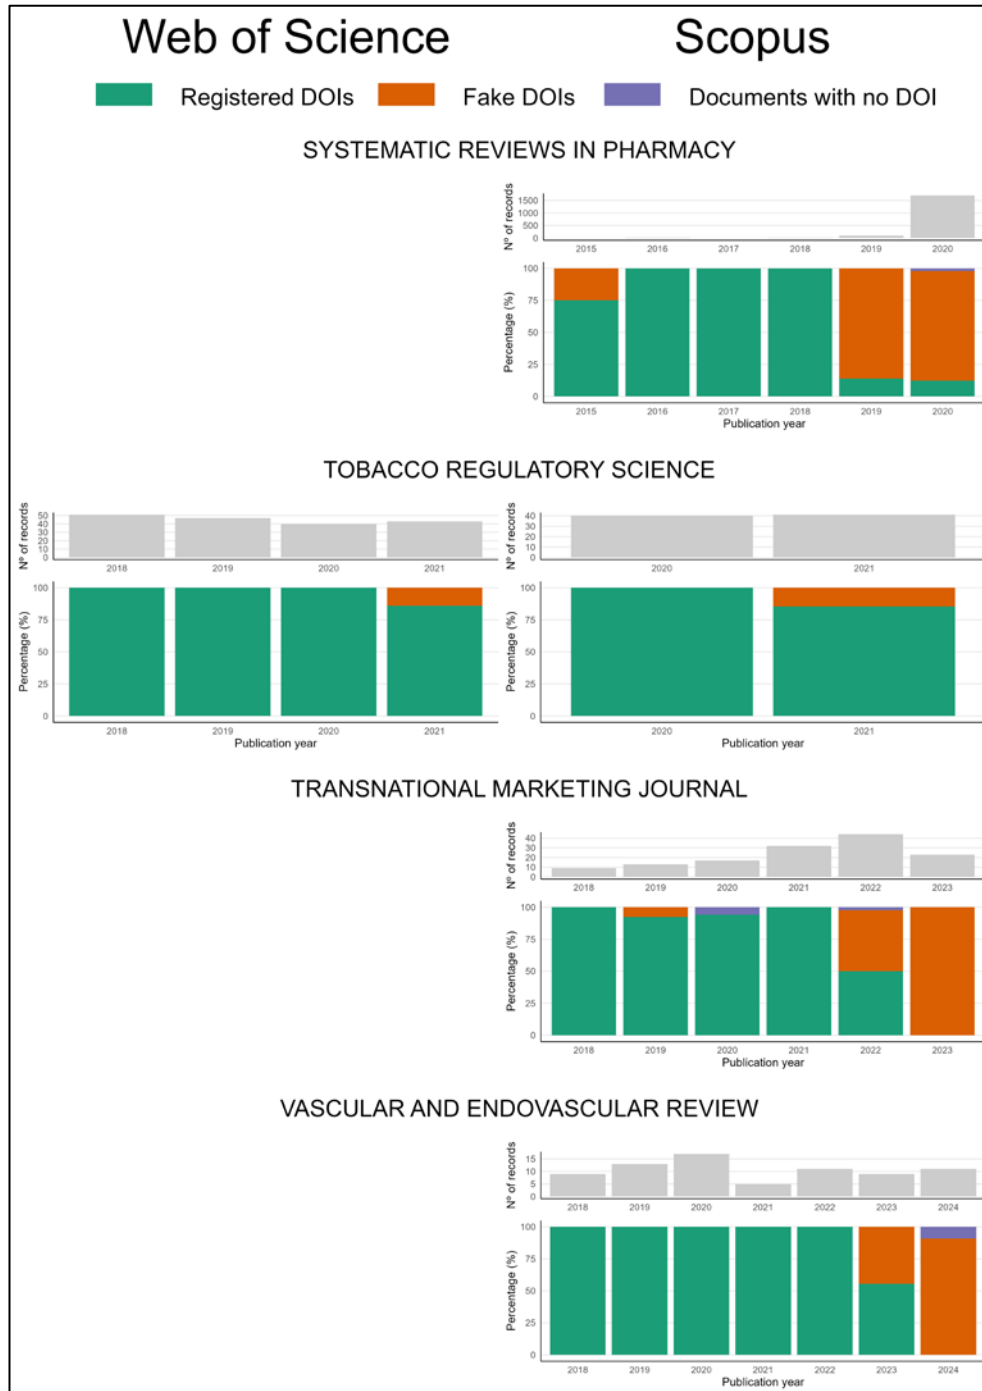 Web of Science Scopus
Registered DOIs Fake DOIs Documents with no DOI
SYSTEMATIC REVIEWS IN PHARMACY
Nº of records
1500
1000
500
0
2015 2016 2017 2018 2019 2020
Percentage (%)
100
75
50
25
0
2015 2016 2017 2018 2019 2020
Publication year
TOBACCO REGULATORY SCIENCE
Nº of records
50
40
30
20
10
0
2018 2019 2020 2021
Percentage (%)
100
75
50
25
0
2018 2019 2020 2021
Publication year
Nº of records
40
30
20
10
0
2020 2021
Percentage (%)
100
75
50
25
0
2020 2021
Publication year
TRANSNATIONAL MARKETING JOURNAL
Nº of records
40
30
20
10
0
2018 2019 2020 2021 2022 2023
Percentage (%)
100
75
50
25
0
2018 2019 2020 2021 2022 2023
Publication year
VASCULAR AND ENDOVASCULAR REVIEW
Nº of records
15
10
5
0
2018 2019 2020 2021 2022 2023 2024
Percentage (%)
100
75
50
25
0
2018 2019 2020 2021 2022 2023 2024
Publication year